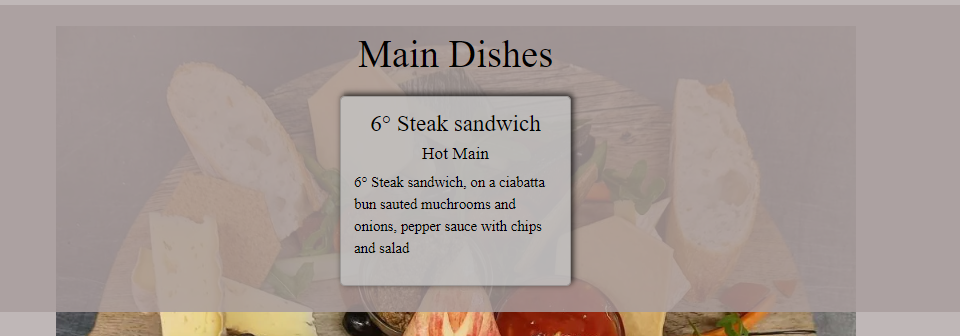 Main Dishes
6° Steak sandwich
Hot Main
6° Steak sandwich, on a ciabatta
bun sauted muchrooms and
onions, pepper sauce with chips
and salad